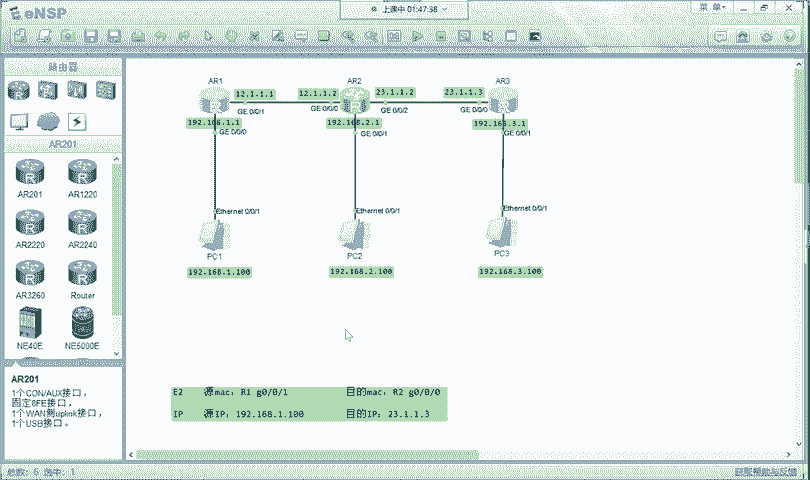 eNSP
上课中 01:47:38
菜 单
路由器
AR201
AR201
AR1220
AR2220
AR2240
AR3260
Router
NE40E
NE5000E
AR201
1个CON/AUX接口，
固定8FE接口，
1个WAN侧uplink接口，
1个USB接口。
AR1
AR2
AR3
12.1.1.1
12.1.1.2
23.1.1.2
23.1.1.3
GE 0/0/1
GE 0/0/0
GE 0/0/2
GE 0/0/0
192.168.1.1
192.168.2.1
192.168.3.1
GE 0/0/0
GE 0/0/1
GE 0/0/1
Ethernet 0/0/1
Ethernet 0/0/1
Ethernet 0/0/1
PC1
PC2
PC3
192.168.1.100
192.168.2.100
192.168.3.100
E2 源mac：R1 g0/0/1 目的mac：R2 g0/0/0
IP 源IP：192.168.1.100 目的IP：23.1.1.3
总数：6 选中：1
获取帮助与反馈